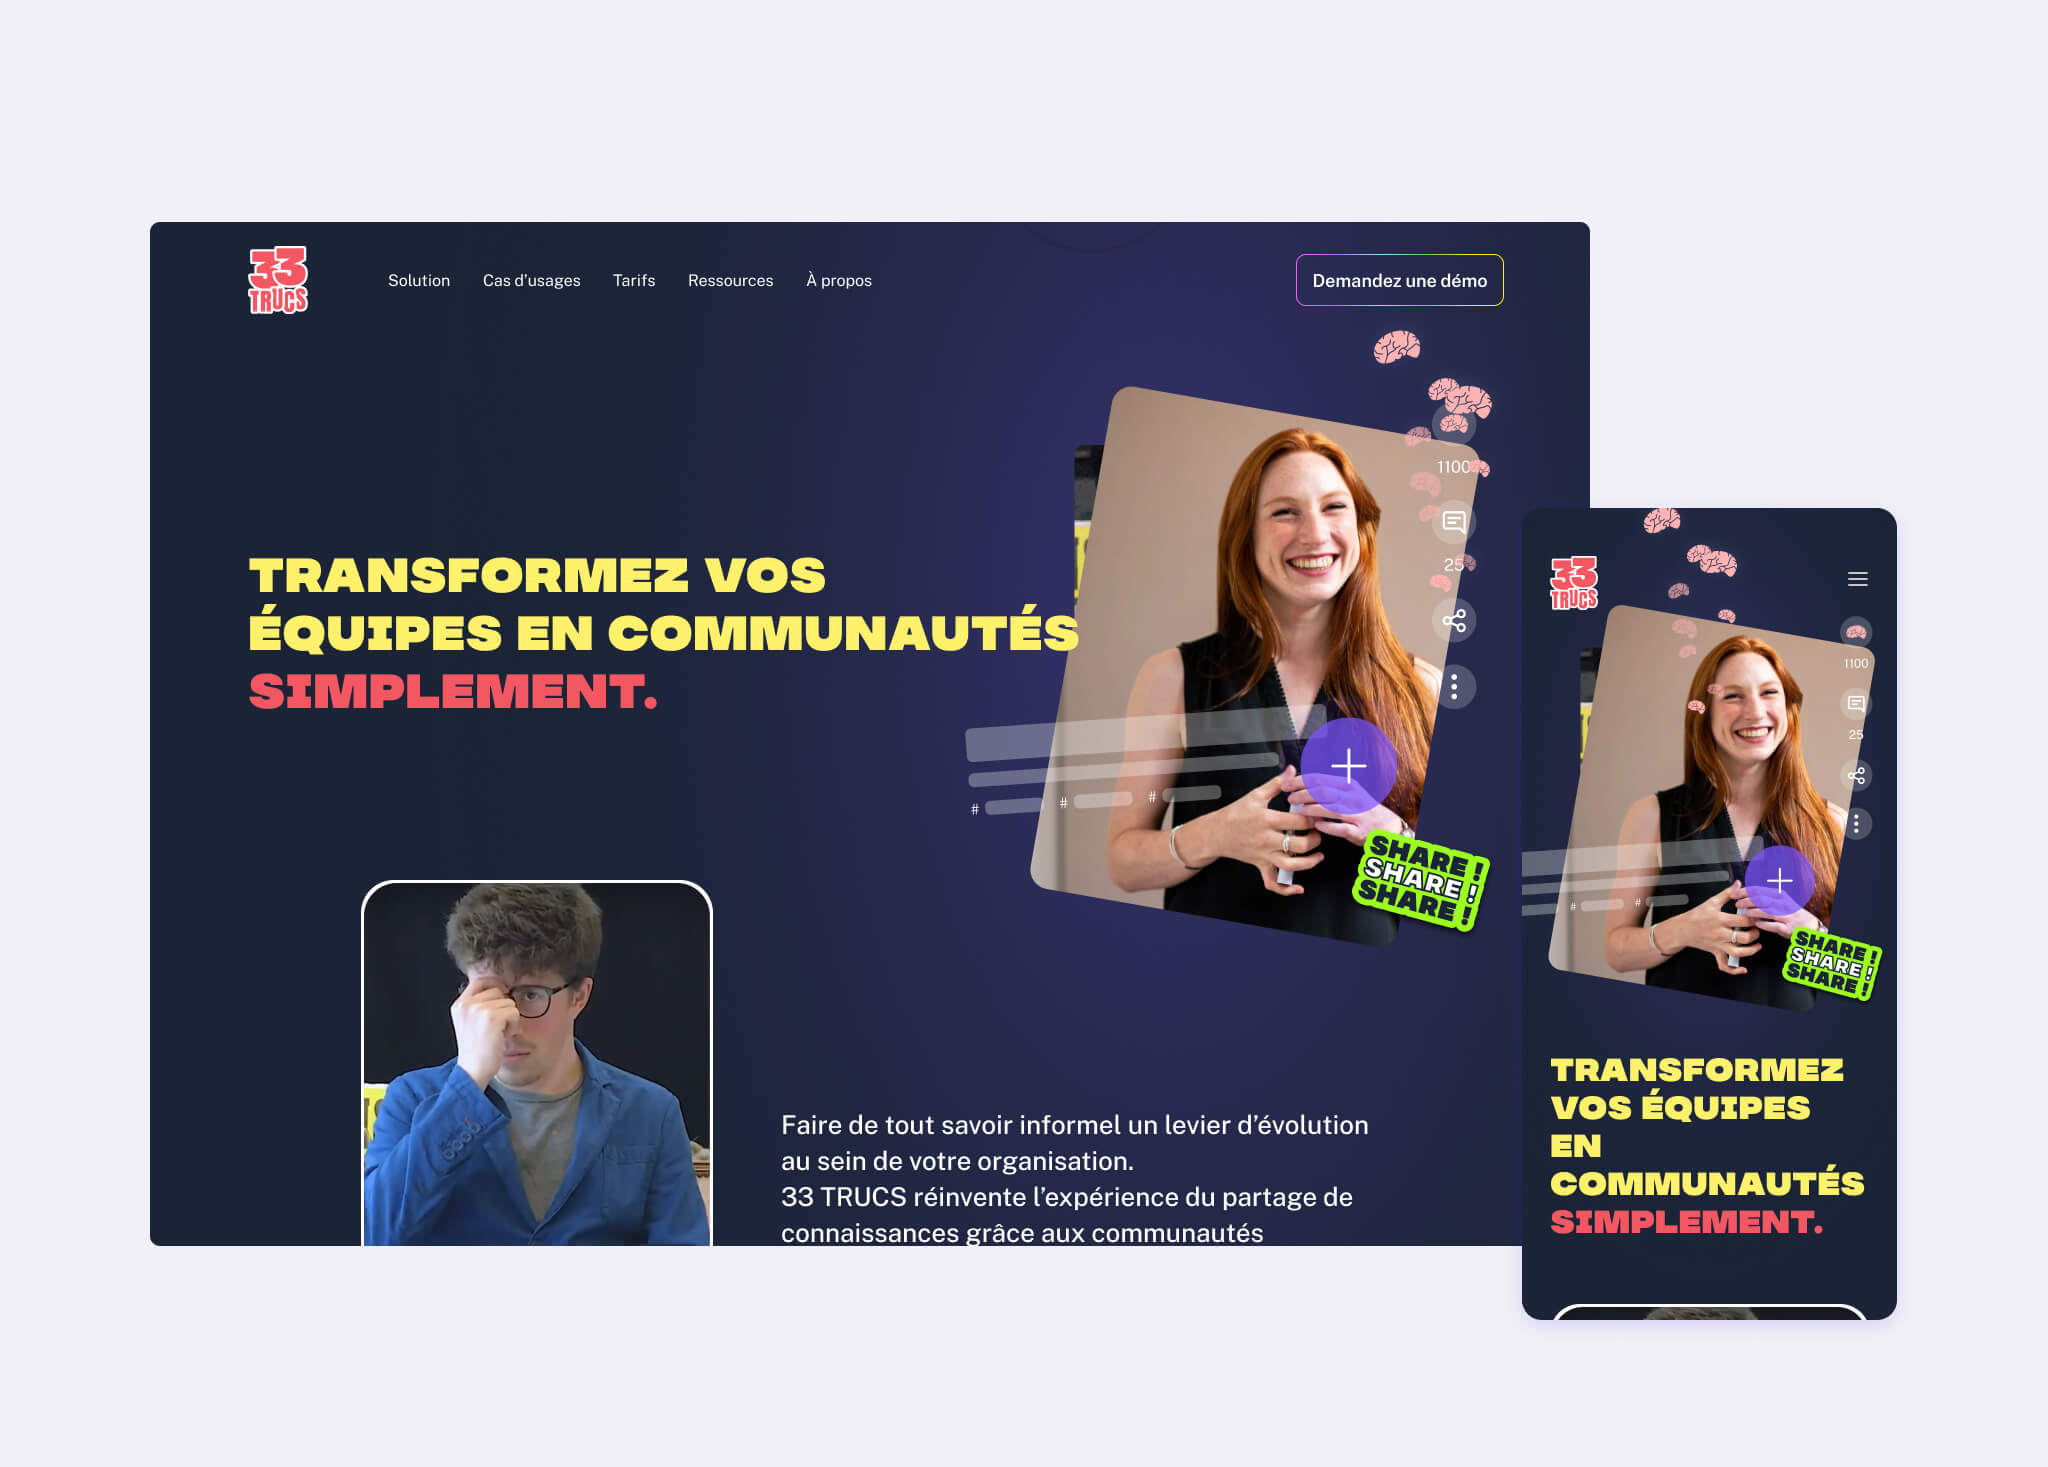 33
TRUCS
Solution
Cas d'usages
Tarifs
Ressources
À propos
Demandez une démo
1100
25
TRANSFORMEZ VOS
ÉQUIPES EN COMMUNAUTÉS
SIMPLEMENT.
#
#
#
SHARE !
SHARE !
SHARE !
Faire de tout savoir informel un levier d’évolution
au sein de votre organisation.
33 TRUCS réinvente l’expérience du partage de
connaissances grâce aux communautés
33
TRUCS
1100
25
#
#
SHARE !
SHARE !
SHARE !
TRANSFORMEZ
VOS ÉQUIPES
EN
COMMUNAUTÉS
SIMPLEMENT.